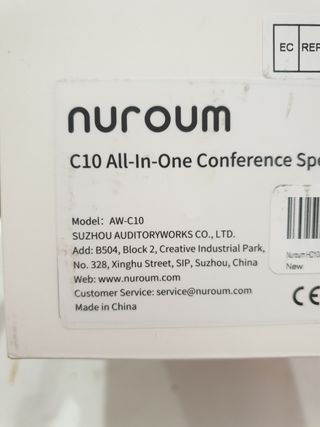 EC REP
nuroum
C10 All-In-One Conference Spe
Model: AW-C10
SUZHOU AUDITORYWORKS CO., LTD.
Add: B504, Block 2, Creative Industrial Park,
No. 328, Xinghu Street, SIP, Suzhou, China
Web: www.nuroum.com
Customer Service: service@nuroum.com
Made in China
Nuroum
New
CE